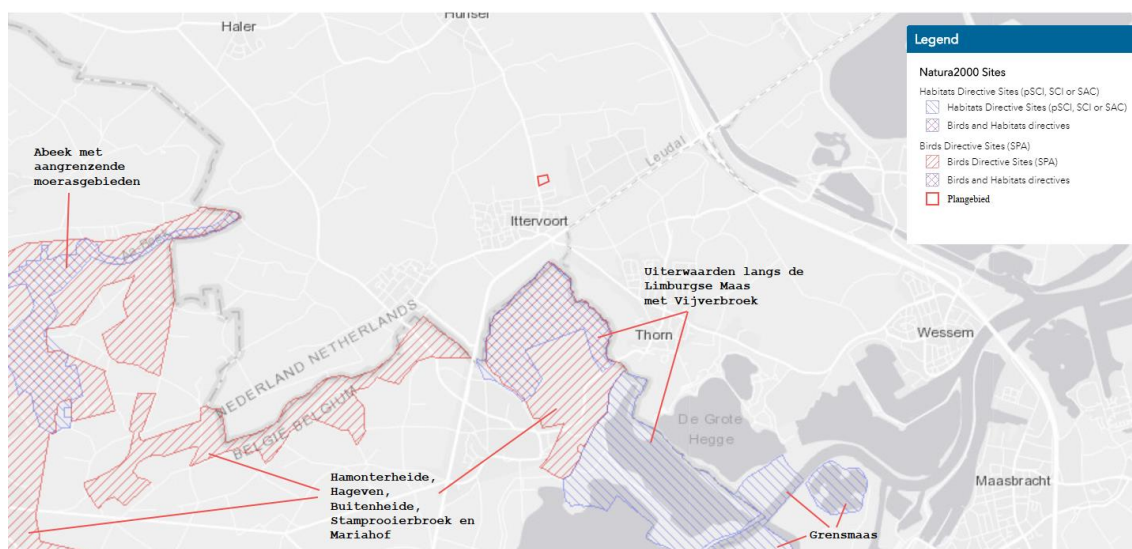 Haler
Hunsel
Legend
Natura2000 Sites
Habitats Directive Sites (pSCI, SCI or SAC)
Habitats Directive Sites (pSCI, SCI or SAC)
Birds and Habitats directives
Birds Directive Sites (SPA)
Birds Directive Sites (SPA)
Birds and Habitats directives
Plangebied
Abeek met
aangrenzende
moerasgebieden
Leudal
Ittervoort
Uiterwaarden langs de
Limburgse Maas
met Vijverbroek
NEDERLAND NETHERLANDS
BELGIE BELGIUM
Thorn
Wessem
De Grote
Hegge
Maasbracht
Hamonterheide,
Hageven,
Buitenheide,
Stamprooierbroek en
Mariahof
Grensmaas